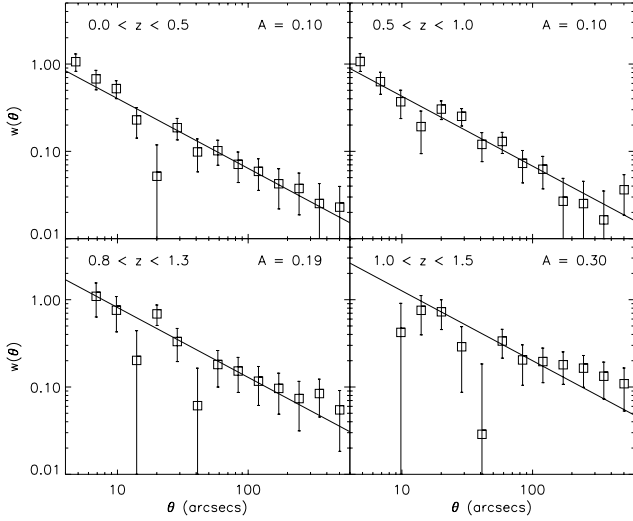 0.0 < z < 0.5 A = 0.10
0.5 < z < 1.0 A = 0.10
1.00
0.10
0.01
w(θ)
0.8 < z < 1.3 A = 0.19
1.0 < z < 1.5 A = 0.30
1.00
0.10
0.01
w(θ)
10 100
10 100
θ (arcsecs)
θ (arcsecs)